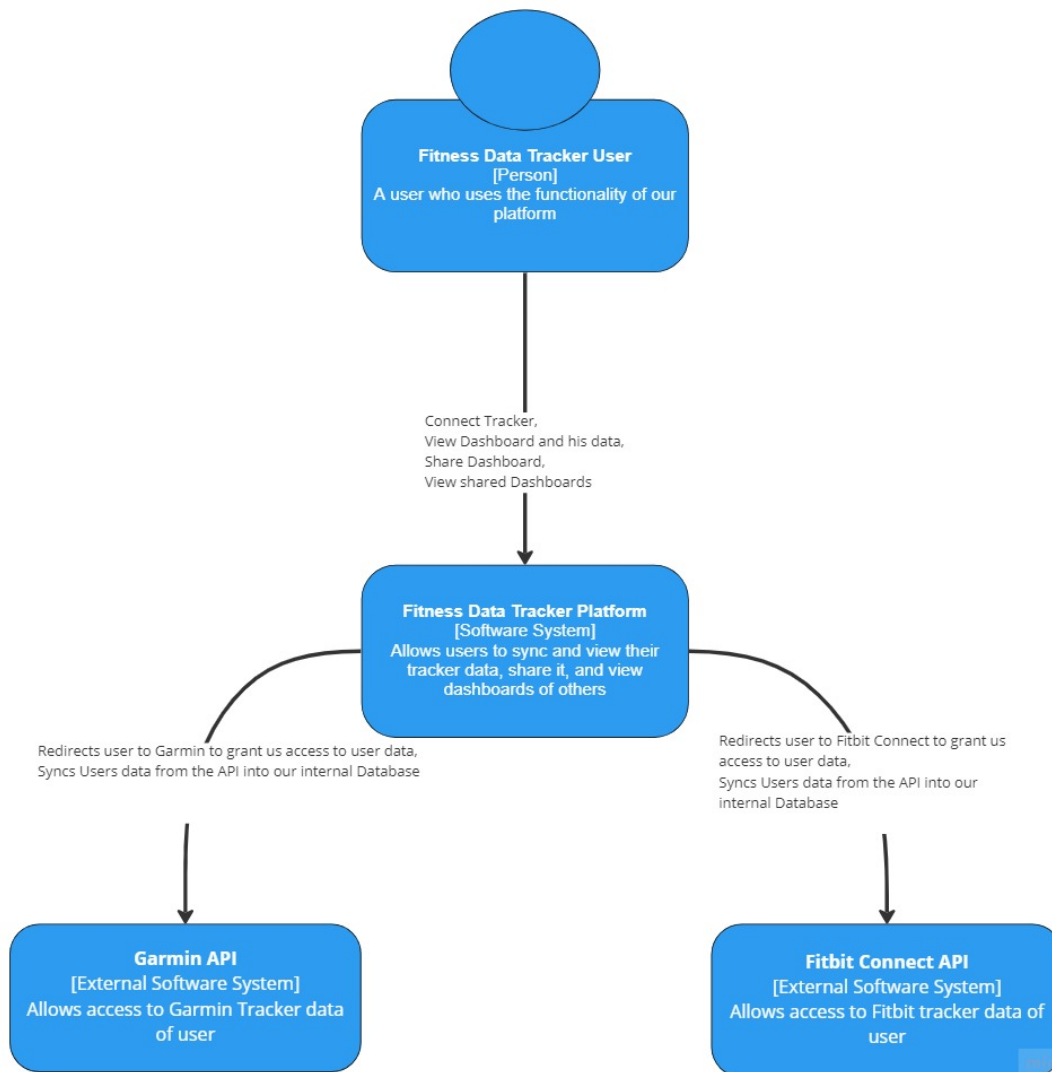 Fitness Data Tracker User
[Person]
A user who uses the functionality of our
platform
Connect Tracker,
View Dashboard and his data,
Share Dashboard,
View shared Dashboards
Fitness Data Tracker Platform
[Software System]
Allows users to sync and view their
tracker data, share it, and view
dashboards of others
Redirects user to Garmin to grant us access to user data,
Syncs Users data from the API into our internal Database
Redirects user to Fitbit Connect to grant us
access to user data,
Syncs Users data from the API into our
internal Database
Garmin API
[External Software System]
Allows access to Garmin Tracker data
of user
Fitbit Connect API
[External Software System]
Allows access to Fitbit tracker data of
user